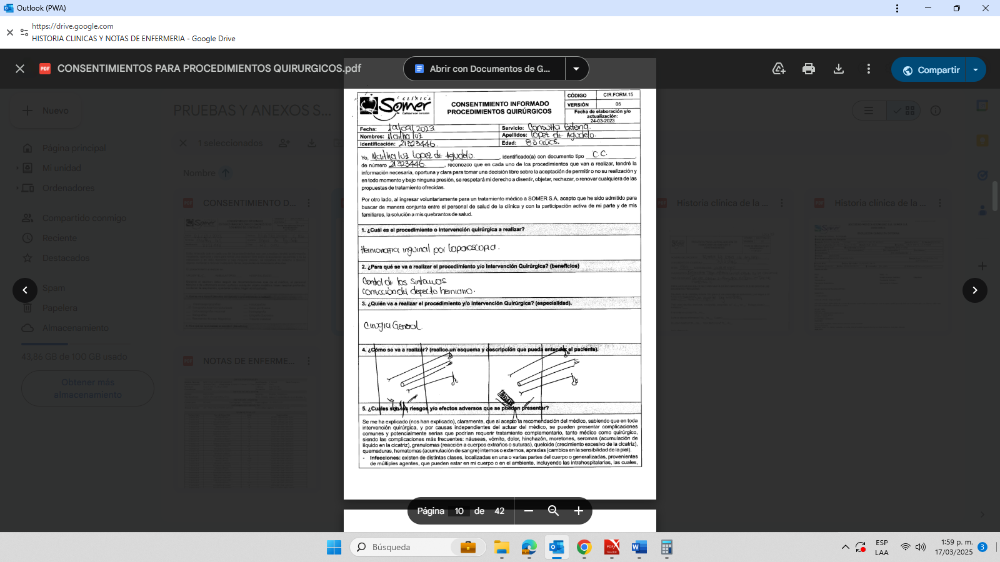 Outlook (PWA)
https://drive.google.com
HISTORIA CLINICAS Y NOTAS DE ENFERMERIA - Google Drive
CONSENTIMIENTOS PARA PROCEDIMIENTOS QUIRURGICOS.pdf
Abrir con Documentos de G...
Compartir
Nuevo
PRUEBAS Y ANEXOS S...
1 seleccionados
Página principal
Mi unidad
Ordenadores
Compartido conmigo
Reciente
Destacados
Spam
Papelera
Almacenamiento
43,86 GB de 100 GB usado
Obtener más
almacenamiento
Nombre
CONSENTIMIENTO D...
Historia clinica de la ...
Historia clinica de la ...
NOTAS DE ENFERME...
CLINICA
Somer
Calidad con corazón
CONSENTIMIENTO INFORMADO
PROCEDIMIENTOS QUIRÚRGICOS
CÓDIGO CIR.FORM.15
VERSIÓN 05
Fecha de elaboración y/o
actualización:
24-03-2023
Fecha: 19/09/2023. Servicio: Consulta Externa.
Nombres: Martha luz Apellidos: Lopez de Agudelo.
Identificación: 21323446. Edad: 83 años.
Yo, Martha luz Lopez de Agudelo. , identificado(a) con documento tipo C.C. ,
de número 21323446. , reconozco que en cada uno de los procedimientos que van a realizar, tendré la
información necesaria, oportuna y clara para tomar una decisión libre sobre la aceptación de permitir o no su realización y
en todo momento y bajo ninguna presión, se respetará mi derecho a disentir, objetar, rechazar, o renovar cualquiera de las
propuestas de tratamiento ofrecidas.
Por otro lado, al ingresar voluntariamente para un tratamiento médico a SOMER S.A, acepto que he sido admitido para
buscar de manera conjunta entre el personal de salud de la clínica y con la participación activa de mi parte y de mis
familiares, la solución a mis quebrantos de salud.
1. ¿Cuál es el procedimiento o intervención quirúrgica a realizar?
Herniorrafia inguinal por laparoscopia.
2. ¿Para qué se va a realizar el procedimiento y/o Intervención Quirúrgica? (beneficios)
Control de los sintomas.
Corrección del defecto herniario.
3. ¿Quién va a realizar el procedimiento y/o Intervención Quirúrgica? (especialidad).
Cirugia General.
4. ¿Cómo se va a realizar? (realice un esquema y descripción que pueda entender el paciente).
5. ¿Cuáles son los riesgos y/o efectos adversos que se pueden presentar?
Se me ha explicado (nos han explicado), claramente, que si acepto la recomendación del médico, sabiendo que en toda
intervención quirúrgica, y por causas independientes del actuar del médico, se pueden presentar complicaciones
comunes y potencialmente serias que podrían requerir tratamiento complementario, tanto médico como quirúrgico,
siendo las complicaciones más frecuentes: náuseas, vómito, dolor, hinchazón, moretones, seromas (acumulación de
líquido en la cicatriz), granulomas (reacción a cuerpos extraños o suturas), queloide (crecimiento excesivo de la cicatriz),
quemaduras, hematomas (acumulación de sangre) internos o externos, apraxias (cambios en la sensibilidad de la piel).
- Infecciones: existen de distintas clases, localizadas en una o varias partes del cuerpo o generalizadas, provenientes
de múltiples agentes, que pueden estar en mi cuerpo o en el ambiente, incluyendo las intrahospitalarias, las cuales,
Página 10 de 42
Búsqueda
ESP
LAA
1:59 p. m.
17/03/2025
3